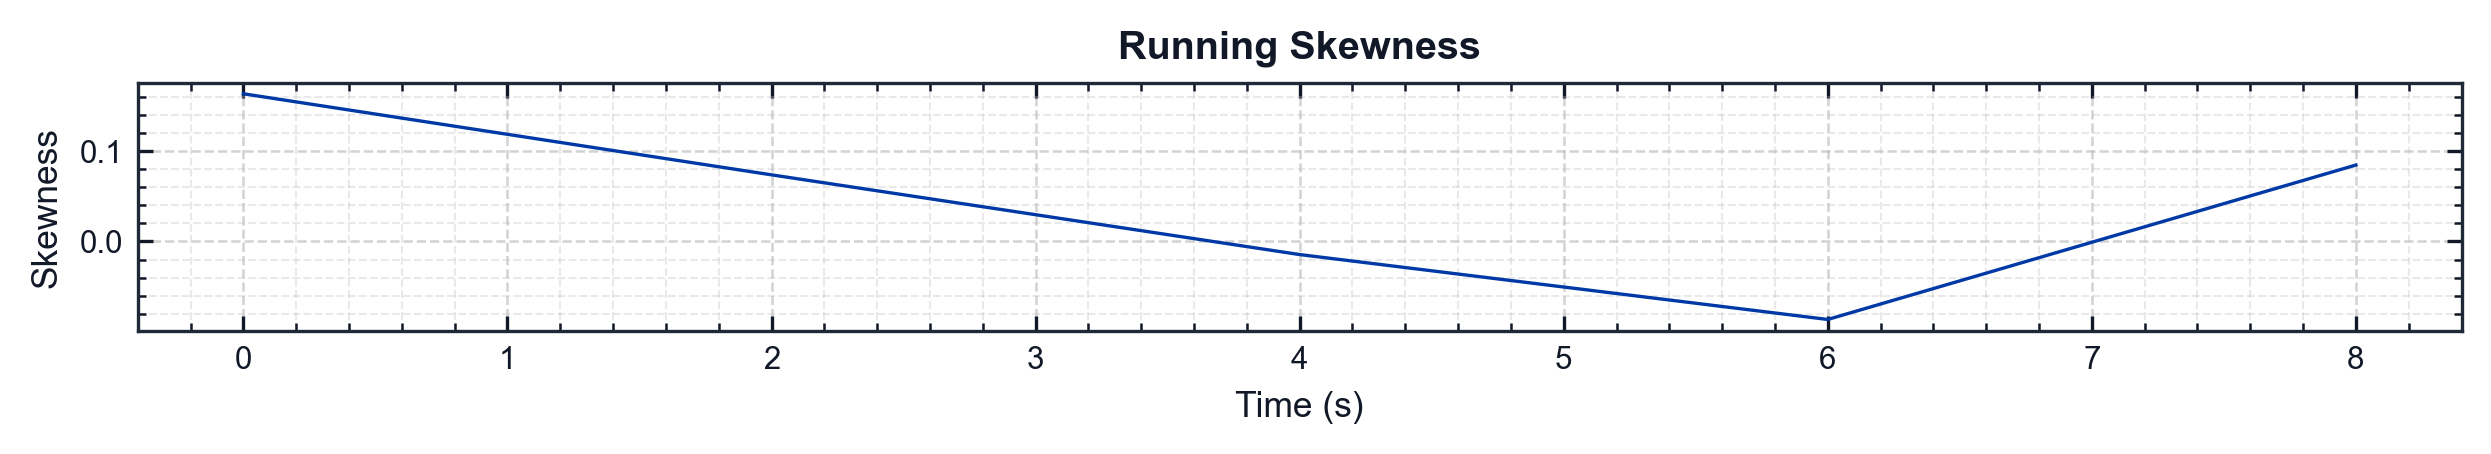 Running Skewness
Skewness
0.1
0.0
0 1 2 3 4 5 6 7 8
Time (s)